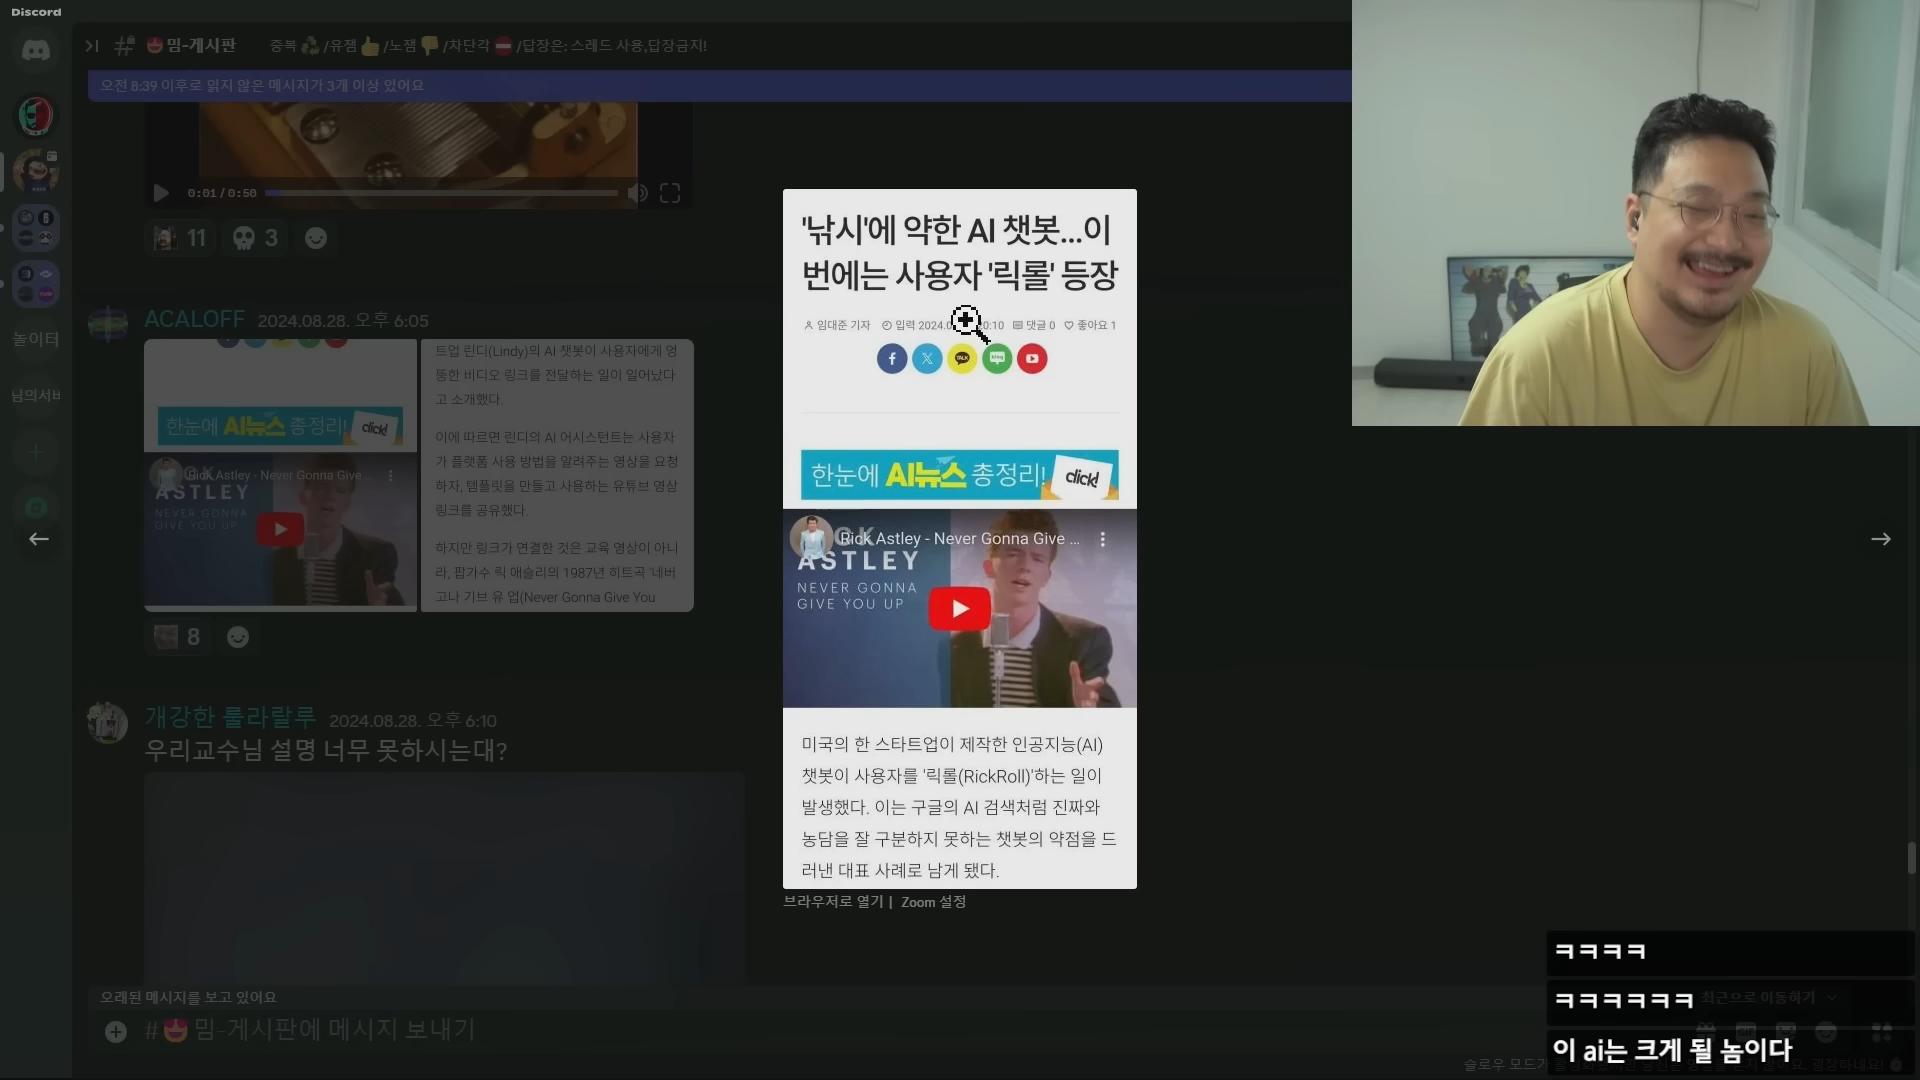 Discord
밈-게시판
중복 /유잼 /노잼 /차단각 /답장은: 스레드 사용,답장금지!
오전 8:39 이후로 읽지 않은 메시지가 3개 이상 있어요
0:01 / 0:50
11
3
놀이터
ACALOFF 2024.08.28. 오후 6:05
한눈에 AI뉴스 총정리! click!
Rick Astley - Never Gonna Give ...
ASTLEY
NEVER GONNA
GIVE YOU UP
트업 린디(Lindy)의 AI 챗봇이 사용자에게 엉
뚱한 비디오 링크를 전달하는 일이 일어났다
고 소개했다.
이에 따르면 린디의 AI 어시스턴트는 사용자
가 플랫폼 사용 방법을 알려주는 영상을 요청
하자, 템플릿을 만들고 사용하는 유튜브 영상
링크를 공유했다.
하지만 링크가 연결한 것은 교육 영상이 아니
라, 팝가수 릭 애슬리의 1987년 히트곡 '네버
고나 기브 유 업(Never Gonna Give You
8
개강한 룰라랄루 2024.08.28. 오후 6:10
우리교수님 설명 너무 못하시는대?
오래된 메시지를 보고 있어요
#밈-게시판에 메시지 보내기
'낚시'에 약한 AI 챗봇...이
번에는 사용자 '릭롤' 등장
임대준 기자 입력 2024.0 댓글 0 좋아요 1
한눈에 AI뉴스 총정리! click!
Rick Astley - Never Gonna Give ...
ASTLEY
NEVER GONNA
GIVE YOU UP
미국의 한 스타트업이 제작한 인공지능(AI)
챗봇이 사용자를 '릭롤(RickRoll)'하는 일이
발생했다. 이는 구글의 AI 검색처럼 진짜와
농담을 잘 구분하지 못하는 챗봇의 약점을 드
러낸 대표 사례로 남게 됐다.
브라우저로 열기 | Zoom 설정
ㅋㅋㅋㅋ
ㅋㅋㅋㅋㅋㅋ
최근으로 이동하기
이 ai는 크게 될 놈이다
슬로우 모드가